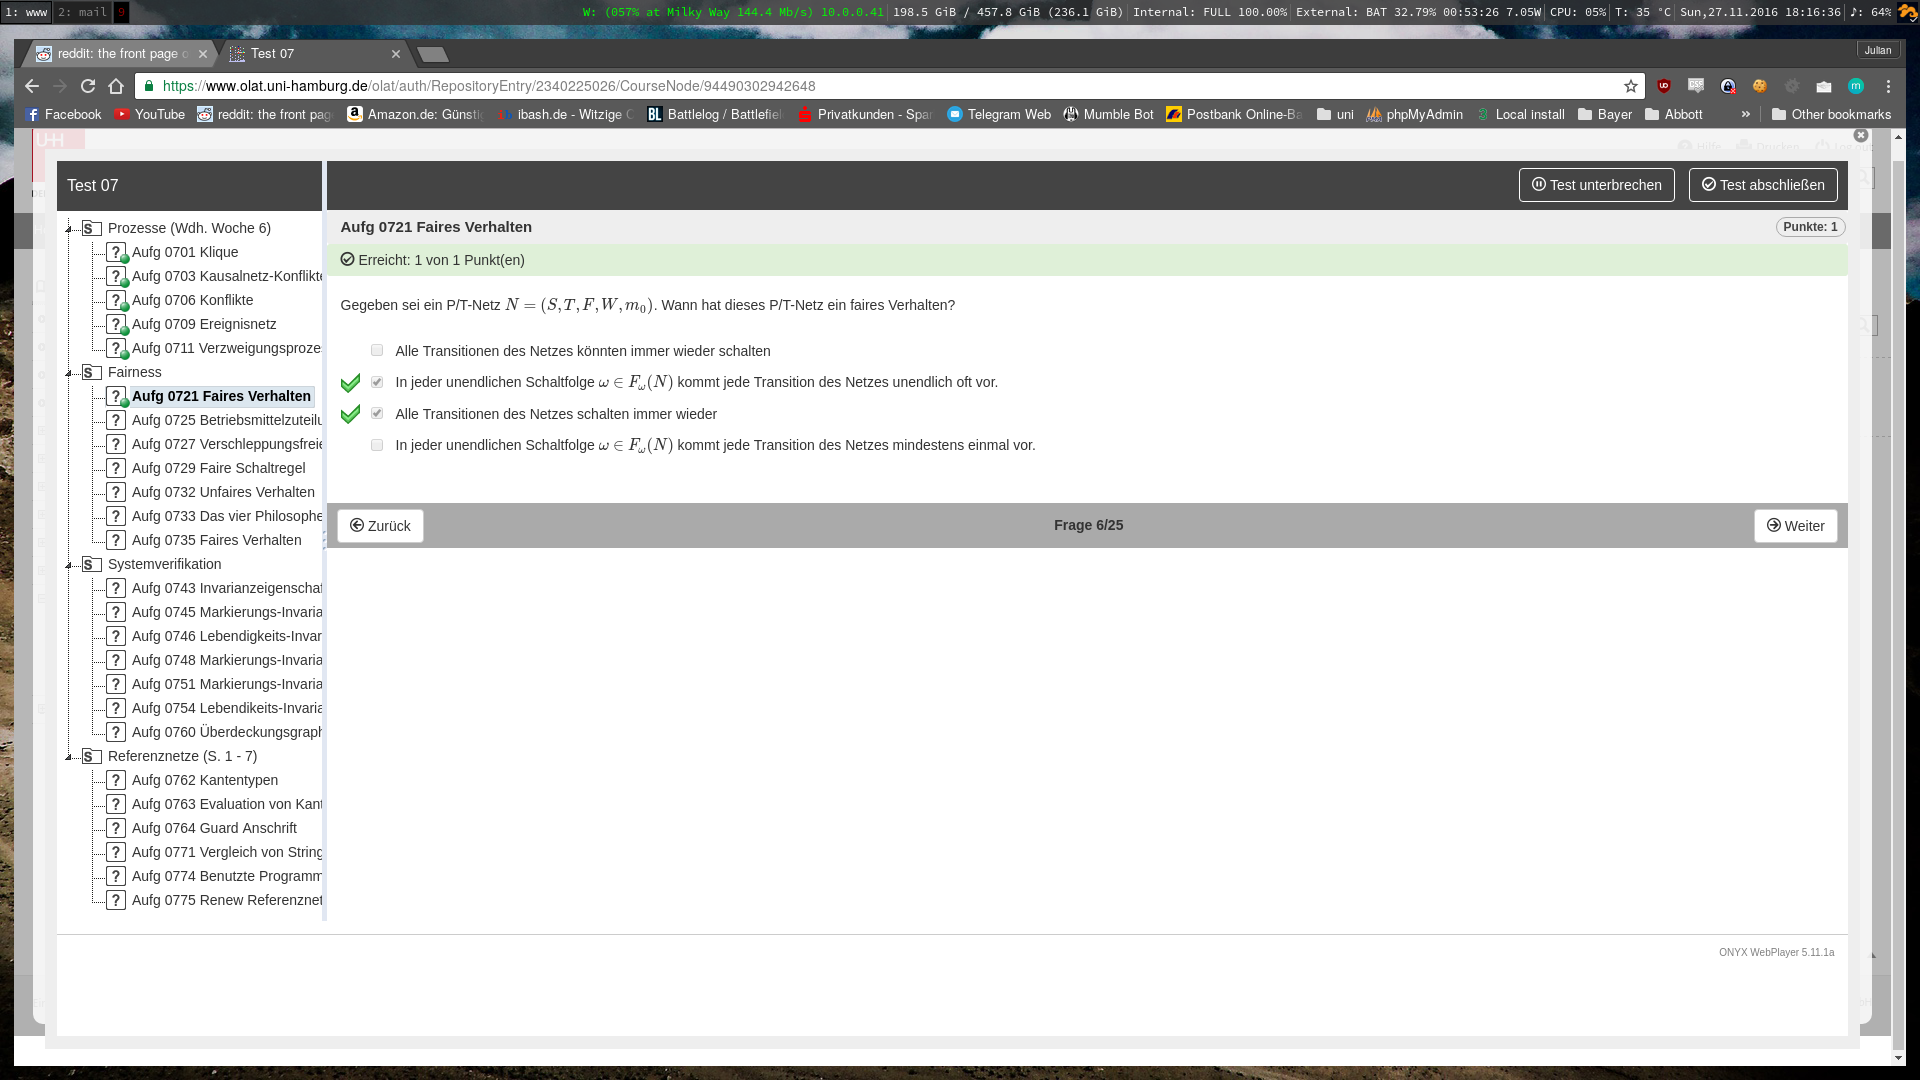 1: www 2: mail 9 W: (057% at Milky Way 144.4 Mb/s) 10.0.0.41 198.5 GiB / 457.8 GiB (236.1 GiB) Internal: FULL 100.00% External: BAT 32.79% 00:53:26 7.05W CPU: 05% T: 35 °C Sun,27.11.2016 18:16:36 ♪: 64%
reddit: the front page o Test 07 Julian
https://www.olat.uni-hamburg.de/olat/auth/RepositoryEntry/2340225026/CourseNode/94490302942648
Facebook YouTube reddit: the front pag Amazon.de: Günsti ibash.de - Witzige C Battlelog / Battlefiel Privatkunden - Spar Telegram Web Mumble Bot Postbank Online-Ba uni phpMyAdmin Local install Bayer Abbott » Other bookmarks
Test 07 Test unterbrechen Test abschließen
Prozesse (Wdh. Woche 6)
Aufg 0701 Klique
Aufg 0703 Kausalnetz-Konflikte
Aufg 0706 Konflikte
Aufg 0709 Ereignisnetz
Aufg 0711 Verzweigungsproze
Fairness
Aufg 0721 Faires Verhalten
Aufg 0725 Betriebsmittelzuteilu
Aufg 0727 Verschleppungsfreie
Aufg 0729 Faire Schaltregel
Aufg 0732 Unfaires Verhalten
Aufg 0733 Das vier Philosophe
Aufg 0735 Faires Verhalten
Systemverifikation
Aufg 0743 Invarianzeigenschaf
Aufg 0745 Markierungs-Invaria
Aufg 0746 Lebendigkeits-Invar
Aufg 0748 Markierungs-Invaria
Aufg 0751 Markierungs-Invaria
Aufg 0754 Lebendikeits-Invaria
Aufg 0760 Überdeckungsgraph
Referenznetze (S. 1 - 7)
Aufg 0762 Kantentypen
Aufg 0763 Evaluation von Kant
Aufg 0764 Guard Anschrift
Aufg 0771 Vergleich von String
Aufg 0774 Benutzte Programm
Aufg 0775 Renew Referenznet
Aufg 0721 Faires Verhalten Punkte: 1
Erreicht: 1 von 1 Punkt(en)
Gegeben sei ein P/T-Netz N = (S, T, F, W, m₀). Wann hat dieses P/T-Netz ein faires Verhalten?
Alle Transitionen des Netzes könnten immer wieder schalten
In jeder unendlichen Schaltfolge ω ∈ F_ω(N) kommt jede Transition des Netzes unendlich oft vor.
Alle Transitionen des Netzes schalten immer wieder
In jeder unendlichen Schaltfolge ω ∈ F_ω(N) kommt jede Transition des Netzes mindestens einmal vor.
Zurück Frage 6/25 Weiter
ONYX WebPlayer 5.11.1a